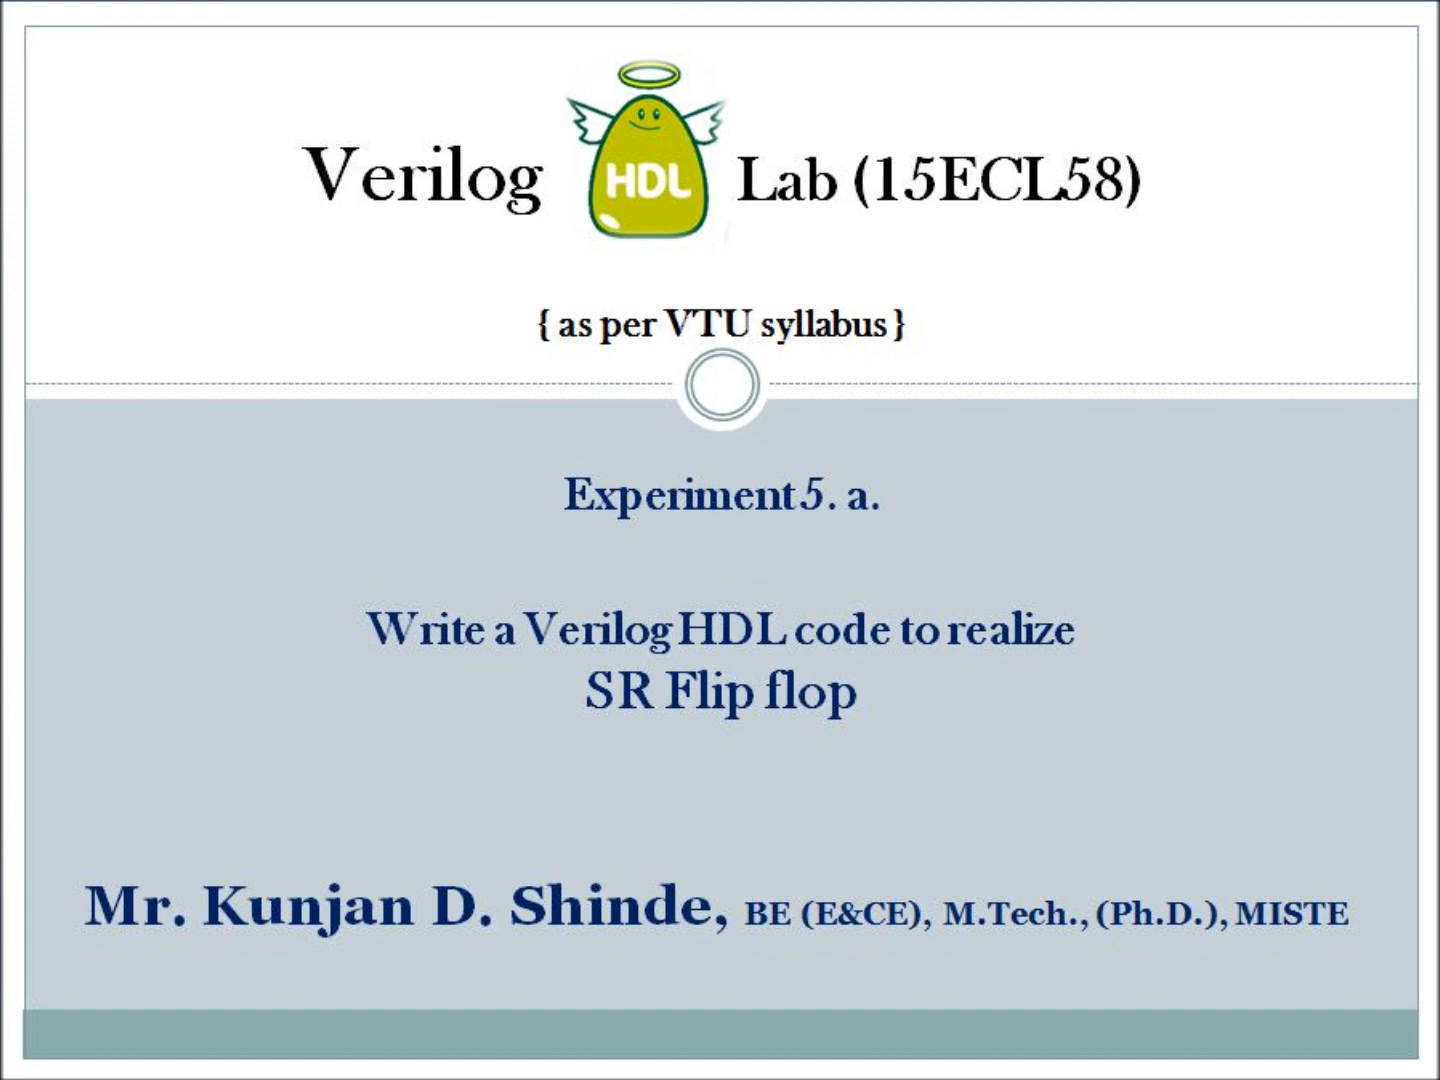 Verilog HDL Lab (15ECL58)
{ as per VTU syllabus }
Experiment 5. a.
Write a Verilog HDL code to realize
SR Flip flop
Mr. Kunjan D. Shinde, BE (E&CE), M.Tech., (Ph.D.), MISTE